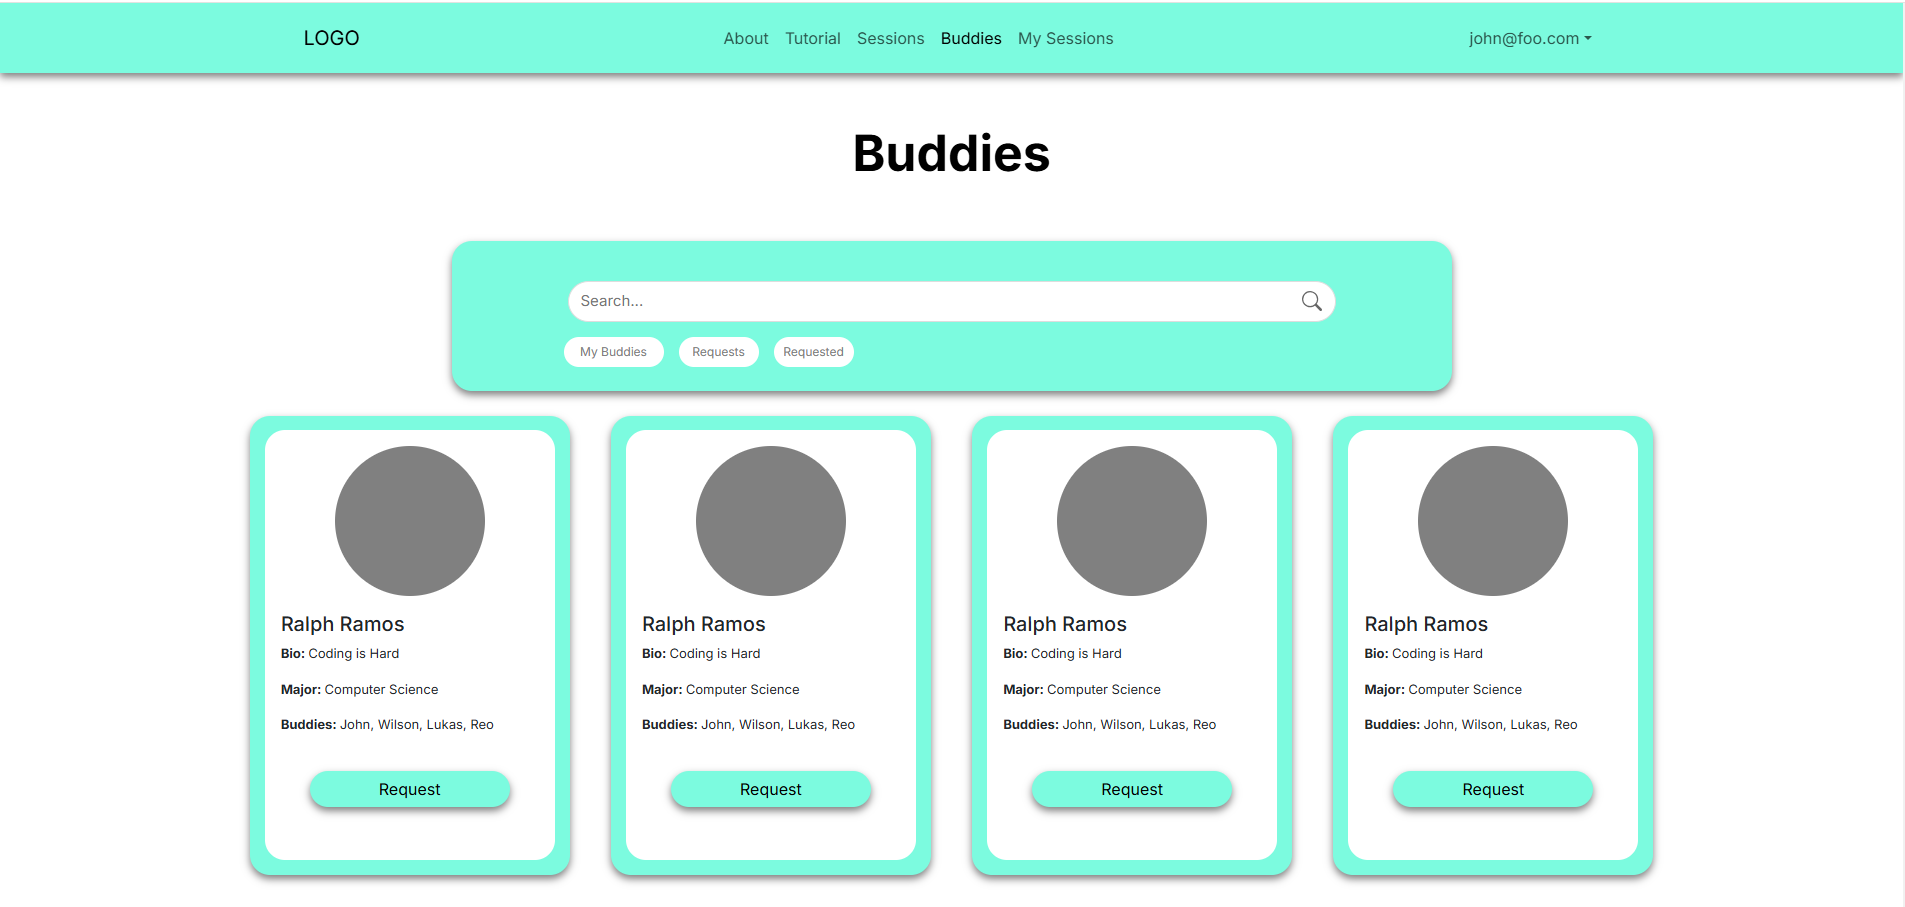 LOGO About Tutorial Sessions Buddies My Sessions john@foo.com
Buddies
Search...
My Buddies Requests Requested
Ralph Ramos
Bio: Coding is Hard
Major: Computer Science
Buddies: John, Wilson, Lukas, Reo
Request
Ralph Ramos
Bio: Coding is Hard
Major: Computer Science
Buddies: John, Wilson, Lukas, Reo
Request
Ralph Ramos
Bio: Coding is Hard
Major: Computer Science
Buddies: John, Wilson, Lukas, Reo
Request
Ralph Ramos
Bio: Coding is Hard
Major: Computer Science
Buddies: John, Wilson, Lukas, Reo
Request